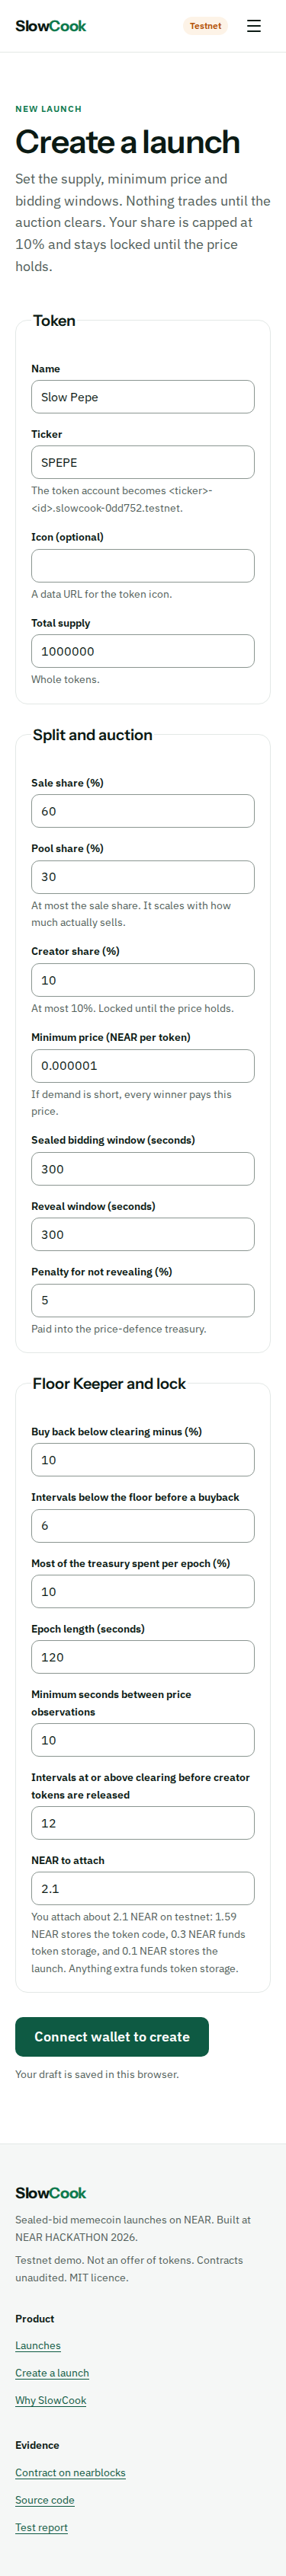 SlowCook
Testnet
NEW LAUNCH
Create a launch
Set the supply, minimum price and
bidding windows. Nothing trades until the
auction clears. Your share is capped at
10% and stays locked until the price
holds.
Token
Name
Slow Pepe
Ticker
SPEPE
The token account becomes <ticker>-
<id>.slowcook-0dd752.testnet.
Icon (optional)
A data URL for the token icon.
Total supply
1000000
Whole tokens.
Split and auction
Sale share (%)
60
Pool share (%)
30
At most the sale share. It scales with how
much actually sells.
Creator share (%)
10
At most 10%. Locked until the price holds.
Minimum price (NEAR per token)
0.000001
If demand is short, every winner pays this
price.
Sealed bidding window (seconds)
300
Reveal window (seconds)
300
Penalty for not revealing (%)
5
Paid into the price-defence treasury.
Floor Keeper and lock
Buy back below clearing minus (%)
10
Intervals below the floor before a buyback
6
Most of the treasury spent per epoch (%)
10
Epoch length (seconds)
120
Minimum seconds between price
observations
10
Intervals at or above clearing before creator
tokens are released
12
NEAR to attach
2.1
You attach about 2.1 NEAR on testnet: 1.59
NEAR stores the token code, 0.3 NEAR funds
token storage, and 0.1 NEAR stores the
launch. Anything extra funds token storage.
Connect wallet to create
Your draft is saved in this browser.
SlowCook
Sealed-bid memecoin launches on NEAR. Built at
NEAR HACKATHON 2026.
Testnet demo. Not an offer of tokens. Contracts
unaudited. MIT licence.
Product
Launches
Create a launch
Why SlowCook
Evidence
Contract on nearblocks
Source code
Test report